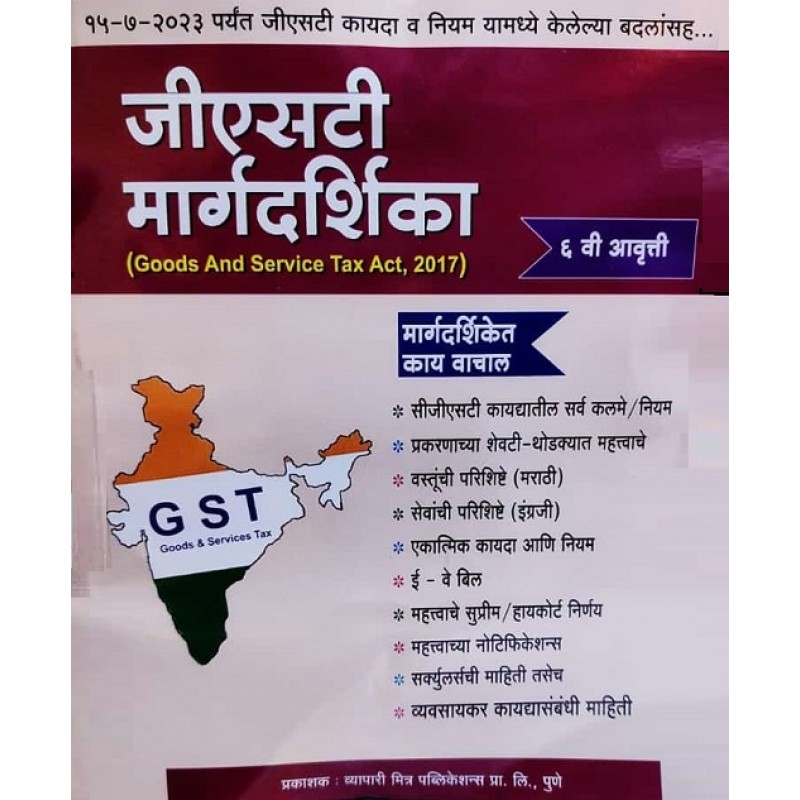 १५-७-२०२३ पर्यंत जीएसटी कायदा व नियम यामध्ये केलेल्या बदलांसह...
जीएसटी
मार्गदर्शिका
(Goods And Service Tax Act, 2017)
६ वी आवृत्ती
मार्गदर्शिकेत
काय वाचाल
* सीजीएसटी कायद्यातील सर्व कलमे/नियम
* प्रकरणाच्या शेवटी-थोडक्यात महत्त्वाचे
* वस्तूंची परिशिष्टे (मराठी)
* सेवांची परिशिष्टे (इंग्रजी)
* एकात्मिक कायदा आणि नियम
* ई - वे बिल
* महत्त्वाचे सुप्रीम/हायकोर्ट निर्णय
* महत्त्वाच्या नोटिफिकेशन्स
* सर्क्युलर्सची माहिती तसेच
* व्यवसायकर कायद्यासंबंधी माहिती
GST
Goods & Services Tax
प्रकाशक : व्यापारी मित्र पब्लिकेशन्स प्रा. लि., पुणे